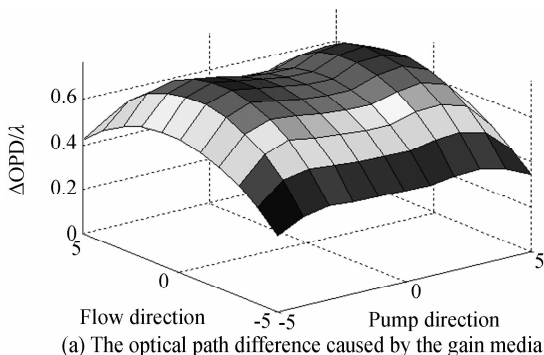 ΔOPD/λ
0.6
0.4
0.2
0
5
0
-5
-5
0
5
Flow direction
Pump direction
(a) The optical path difference caused by the gain media